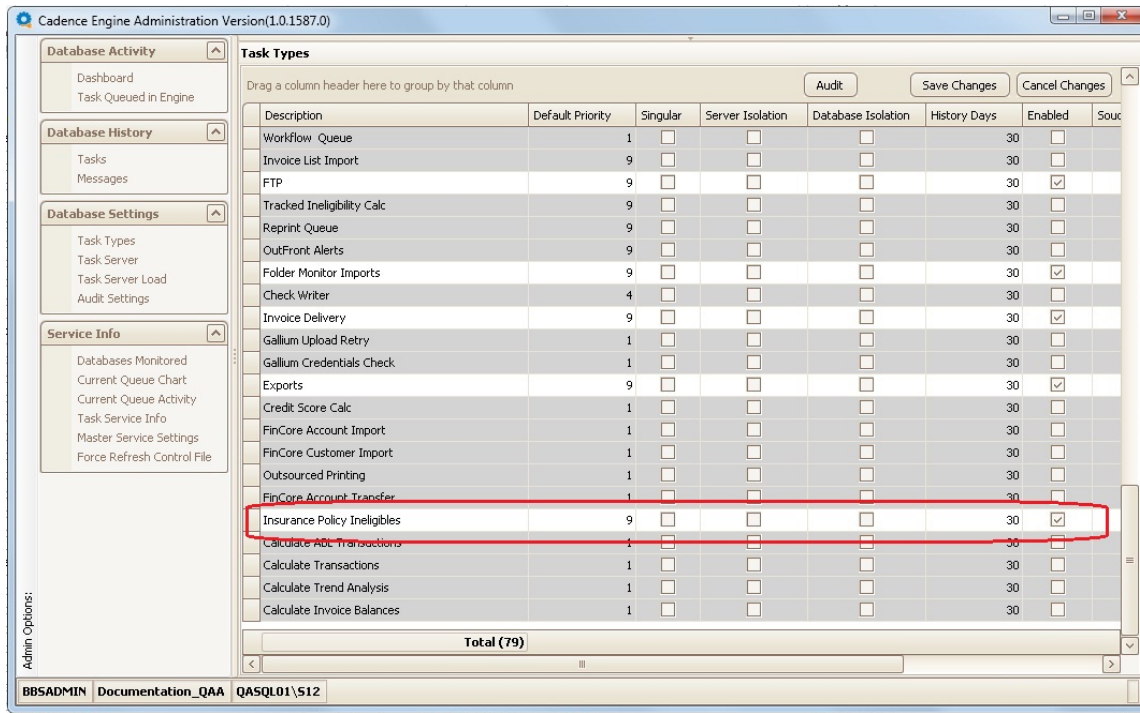 Cadence Engine Administration Version(1.0.1587.0)
Database Activity
Dashboard
Task Queued in Engine
Database History
Tasks
Messages
Database Settings
Task Types
Task Server
Task Server Load
Audit Settings
Service Info
Databases Monitored
Current Queue Chart
Current Queue Activity
Task Service Info
Master Service Settings
Force Refresh Control File
Admin Options:
Task Types
Drag a column header here to group by that column Audit Save Changes Cancel Changes
Description Default Priority Singular Server Isolation Database Isolation History Days Enabled Souc
Workflow Queue 1 30
Invoice List Import 9 30
FTP 9 30
Tracked Ineligibility Calc 9 30
Reprint Queue 9 30
OutFront Alerts 9 30
Folder Monitor Imports 9 30
Check Writer 4 30
Invoice Delivery 9 30
Gallium Upload Retry 1 30
Gallium Credentials Check 1 30
Exports 9 30
Credit Score Calc 1 30
FinCore Account Import 1 30
FinCore Customer Import 1 30
Outsourced Printing 1 30
FinCore Account Transfer 1 30
Insurance Policy Ineligibles 9 30
Calculate ABL Transactions 1 30
Calculate Transactions 1 30
Calculate Trend Analysis 1 30
Calculate Invoice Balances 1 30
Total (79)
BBSADMIN Documentation_QAA QASQL01\S12